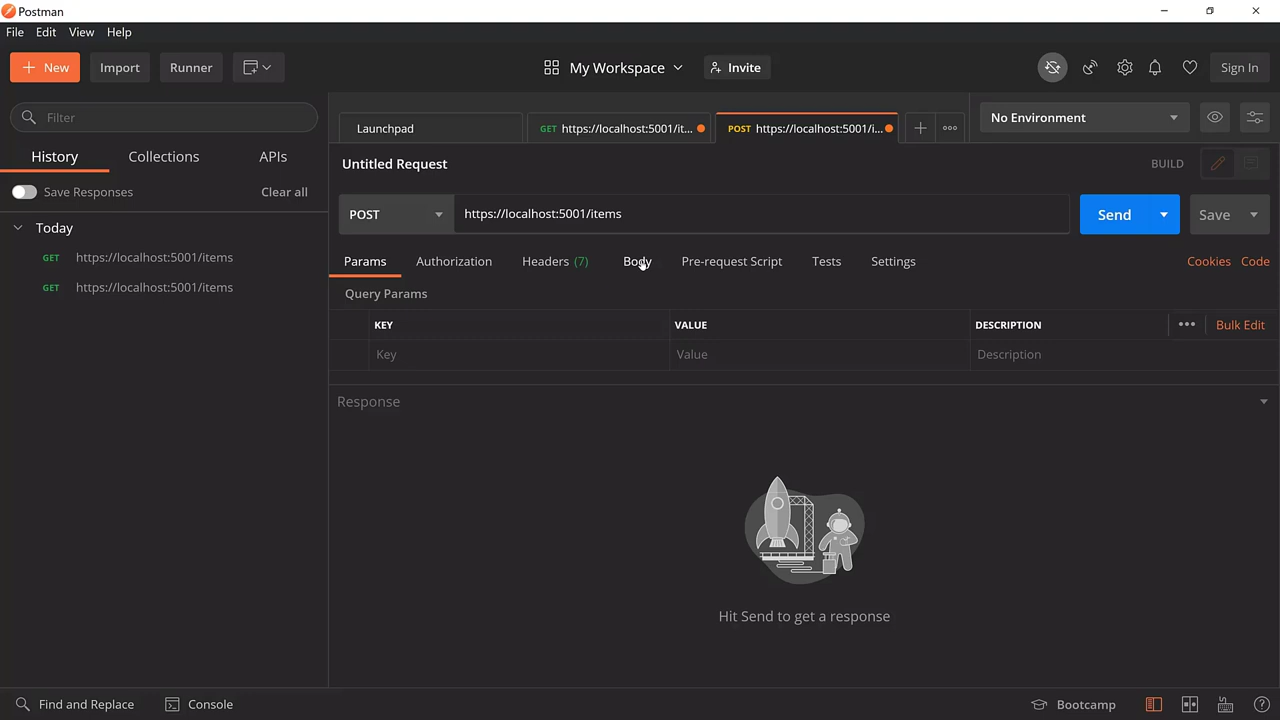 Postman
File Edit View Help
New Import Runner My Workspace Invite Sign In
Filter
History Collections APIs
Save Responses Clear all
Today
GET https://localhost:5001/items
GET https://localhost:5001/items
Launchpad GET https://localhost:5001/it... POST https://localhost:5001/i... No Environment
Untitled Request BUILD
POST https://localhost:5001/items Send Save
Params Authorization Headers (7) Body Pre-request Script Tests Settings Cookies Code
Query Params
KEY VALUE DESCRIPTION Bulk Edit
Key Value Description
Response
Hit Send to get a response
Find and Replace Console Bootcamp